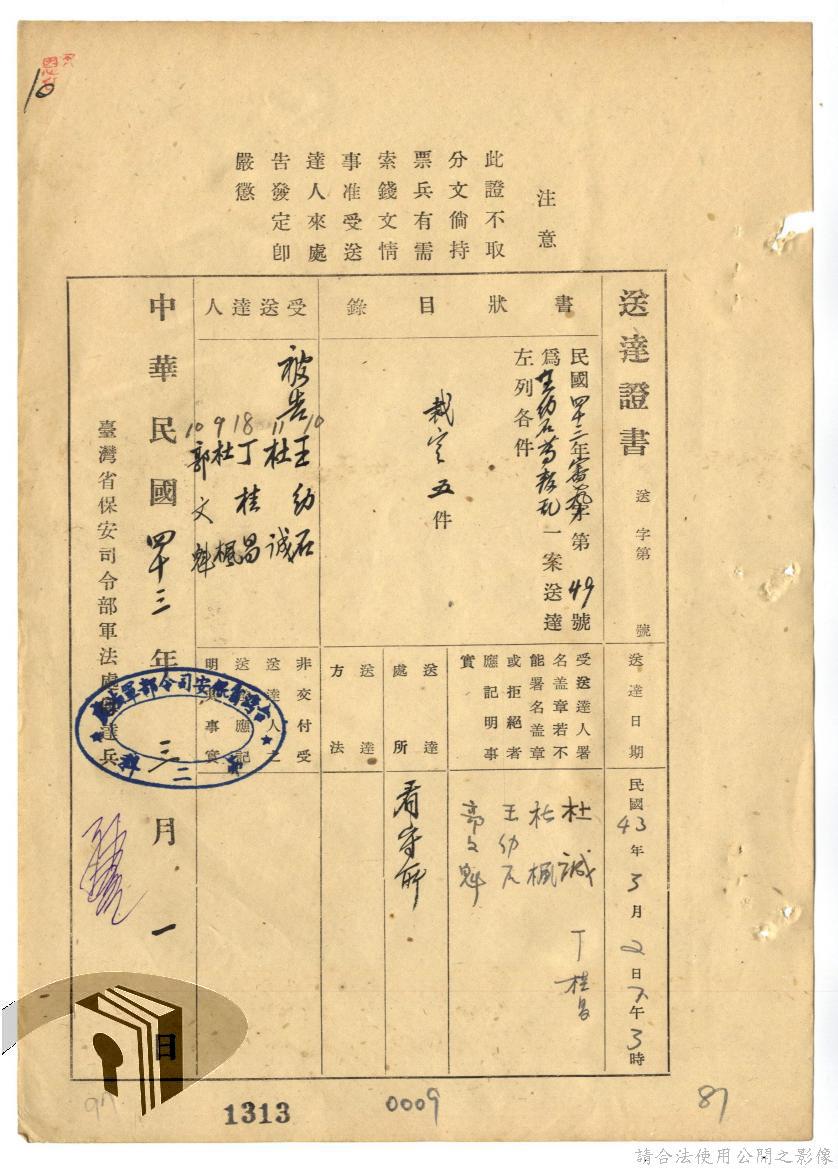 10
注意
此證不取
分文倘持
票兵有需
索錢文情
事准受送
達人來處
告發定卽
嚴懲
送達證書
送字第 號
送達日期
民國43年3月2日下午3時
書狀目錄
民國四十三年審 第49號
爲王幼石等叛乱一案送達
左列各件
裁定五件
受送達人署
名蓋章若不
能署名蓋章
或拒絕者
應記明事
實
杜誠
丁桂昌
杜楓
王幼石
郭文魁
送達處所
看守所
送達方法
受送達人
被告
10 王幼石
11 杜誠
18 丁桂昌
9 杜楓
10 郭文魁
非交付受
送達人之
送 應記
明 事實
中華民國四十三年三月一日
臺灣省保安司令部軍法處 達兵
1313
0009
87
請合法使用公開之影像